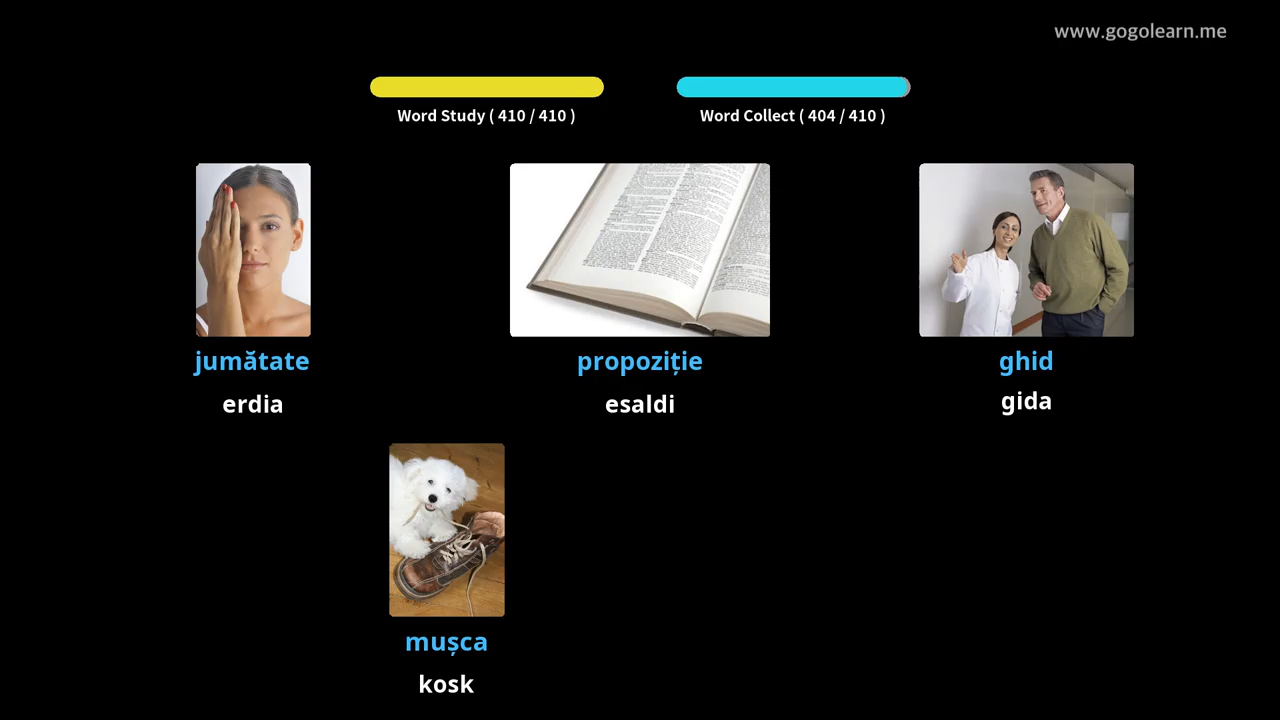 www.gogolearn.me
Word Study ( 410 / 410 )
Word Collect ( 404 / 410 )
jumătate
propoziție
ghid
erdia
esaldi
gida
mușca
kosk